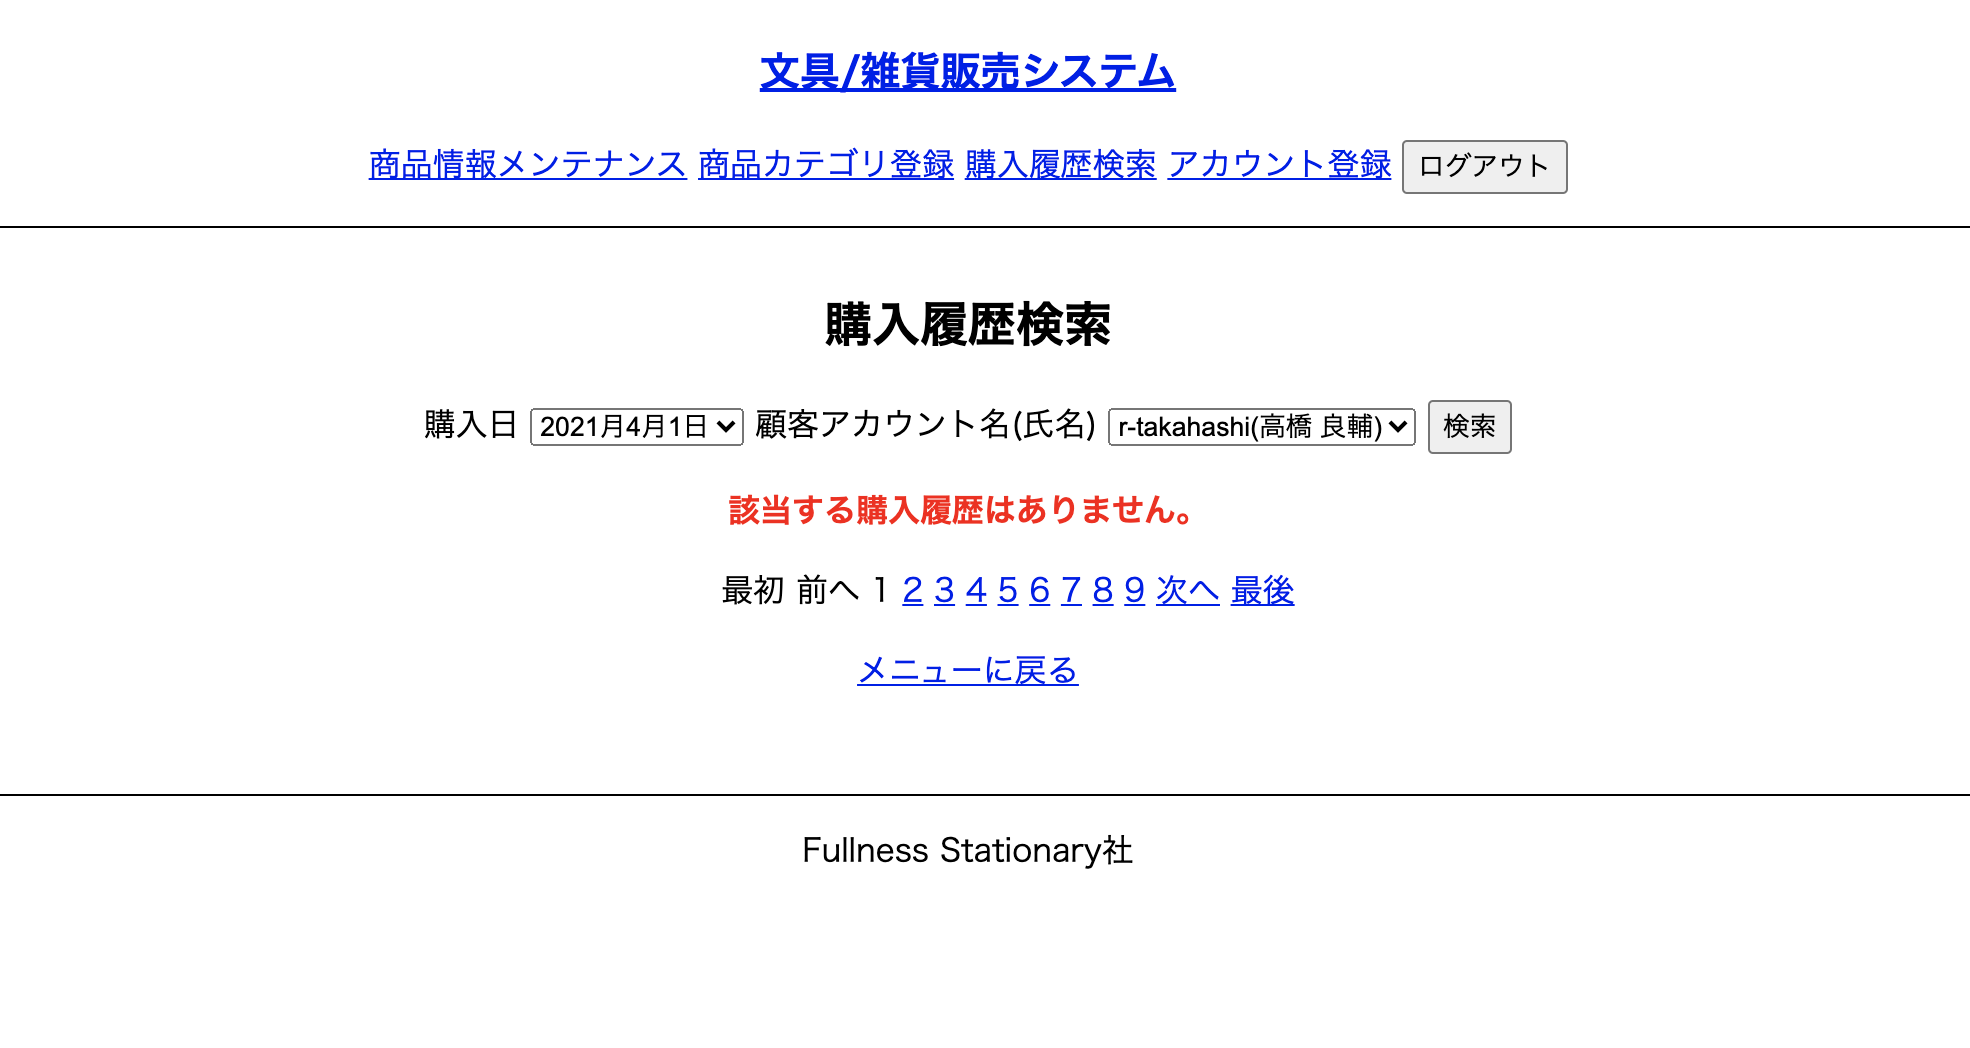 文具/雑貨販売システム
商品情報メンテナンス 商品カテゴリ登録 購入履歴検索 アカウント登録 ログアウト
購入履歴検索
購入日 2021月4月1日 顧客アカウント名(氏名) r-takahashi(高橋 良輔) 検索
該当する購入履歴はありません。
最初 前へ 1 2 3 4 5 6 7 8 9 次へ 最後
メニューに戻る
Fullness Stationary社